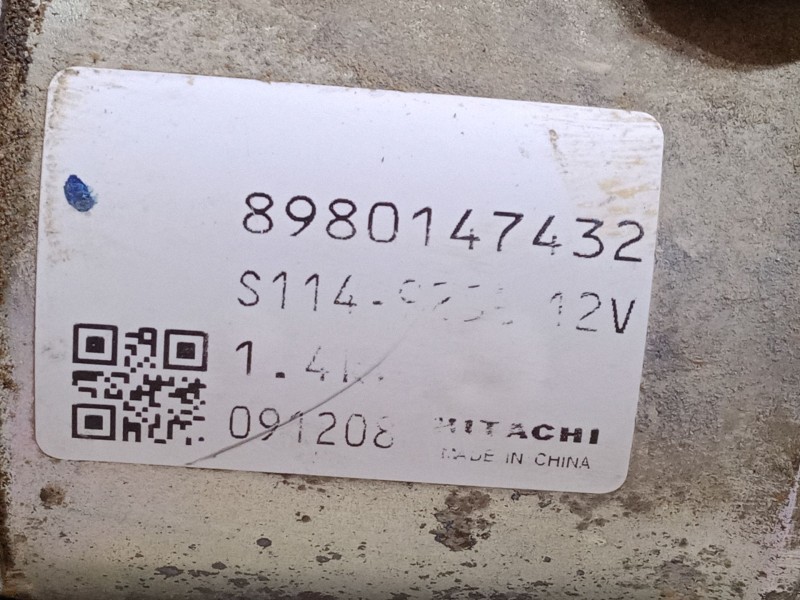 8980147432
S114- 12V
1.4
091208 HITACHI
MADE IN CHINA